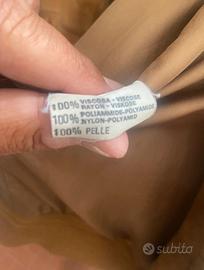 100% VISCOSA - VISCOSE
RAYON - VISKOSE
100% POLIAMMIDE-POLYAMIDE
NYLON-POLYAMID
100% PELLE
subito